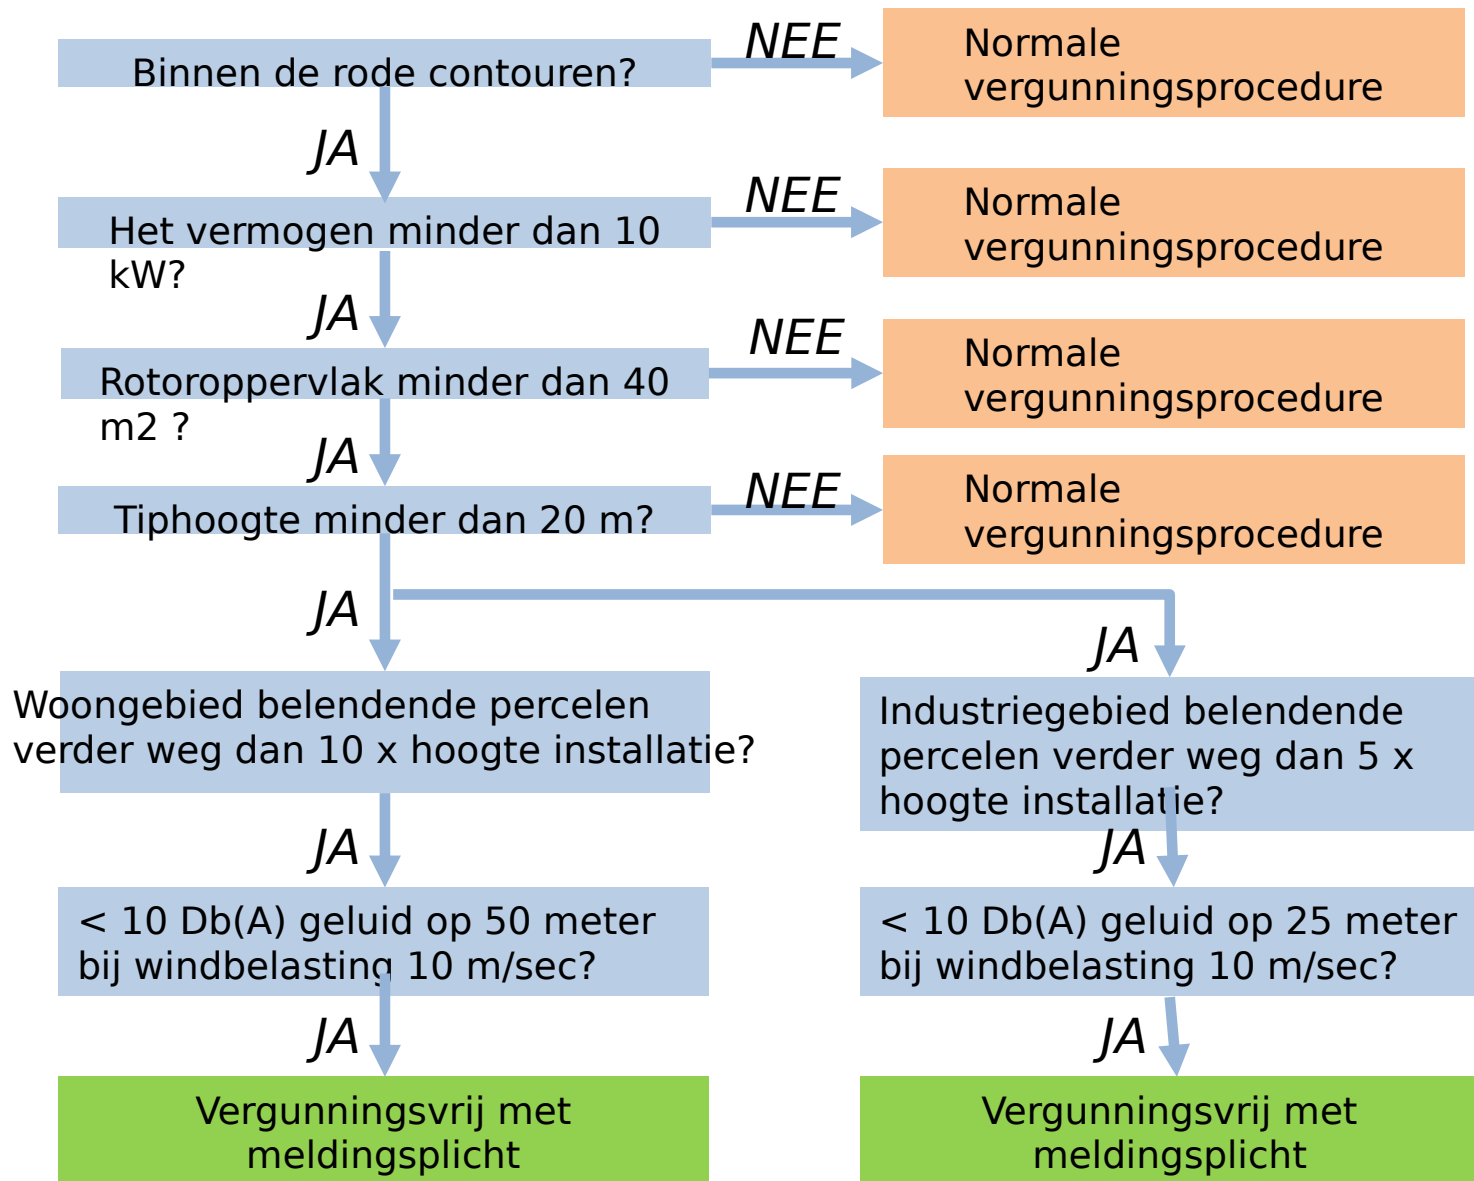 Binnen de rode contouren?
NEE
Normale
vergunningsprocedure
JA
Het vermogen minder dan 10
kW?
NEE
Normale
vergunningsprocedure
JA
Rotoroppervlak minder dan 40
m2 ?
NEE
Normale
vergunningsprocedure
JA
Tiphoogte minder dan 20 m?
NEE
Normale
vergunningsprocedure
JA
JA
Woongebied belendende percelen
verder weg dan 10 x hoogte installatie?
Industriegebied belendende
percelen verder weg dan 5 x
hoogte installatie?
JA
JA
< 10 Db(A) geluid op 50 meter
bij windbelasting 10 m/sec?
< 10 Db(A) geluid op 25 meter
bij windbelasting 10 m/sec?
JA
JA
Vergunningsvrij met
meldingsplicht
Vergunningsvrij met
meldingsplicht